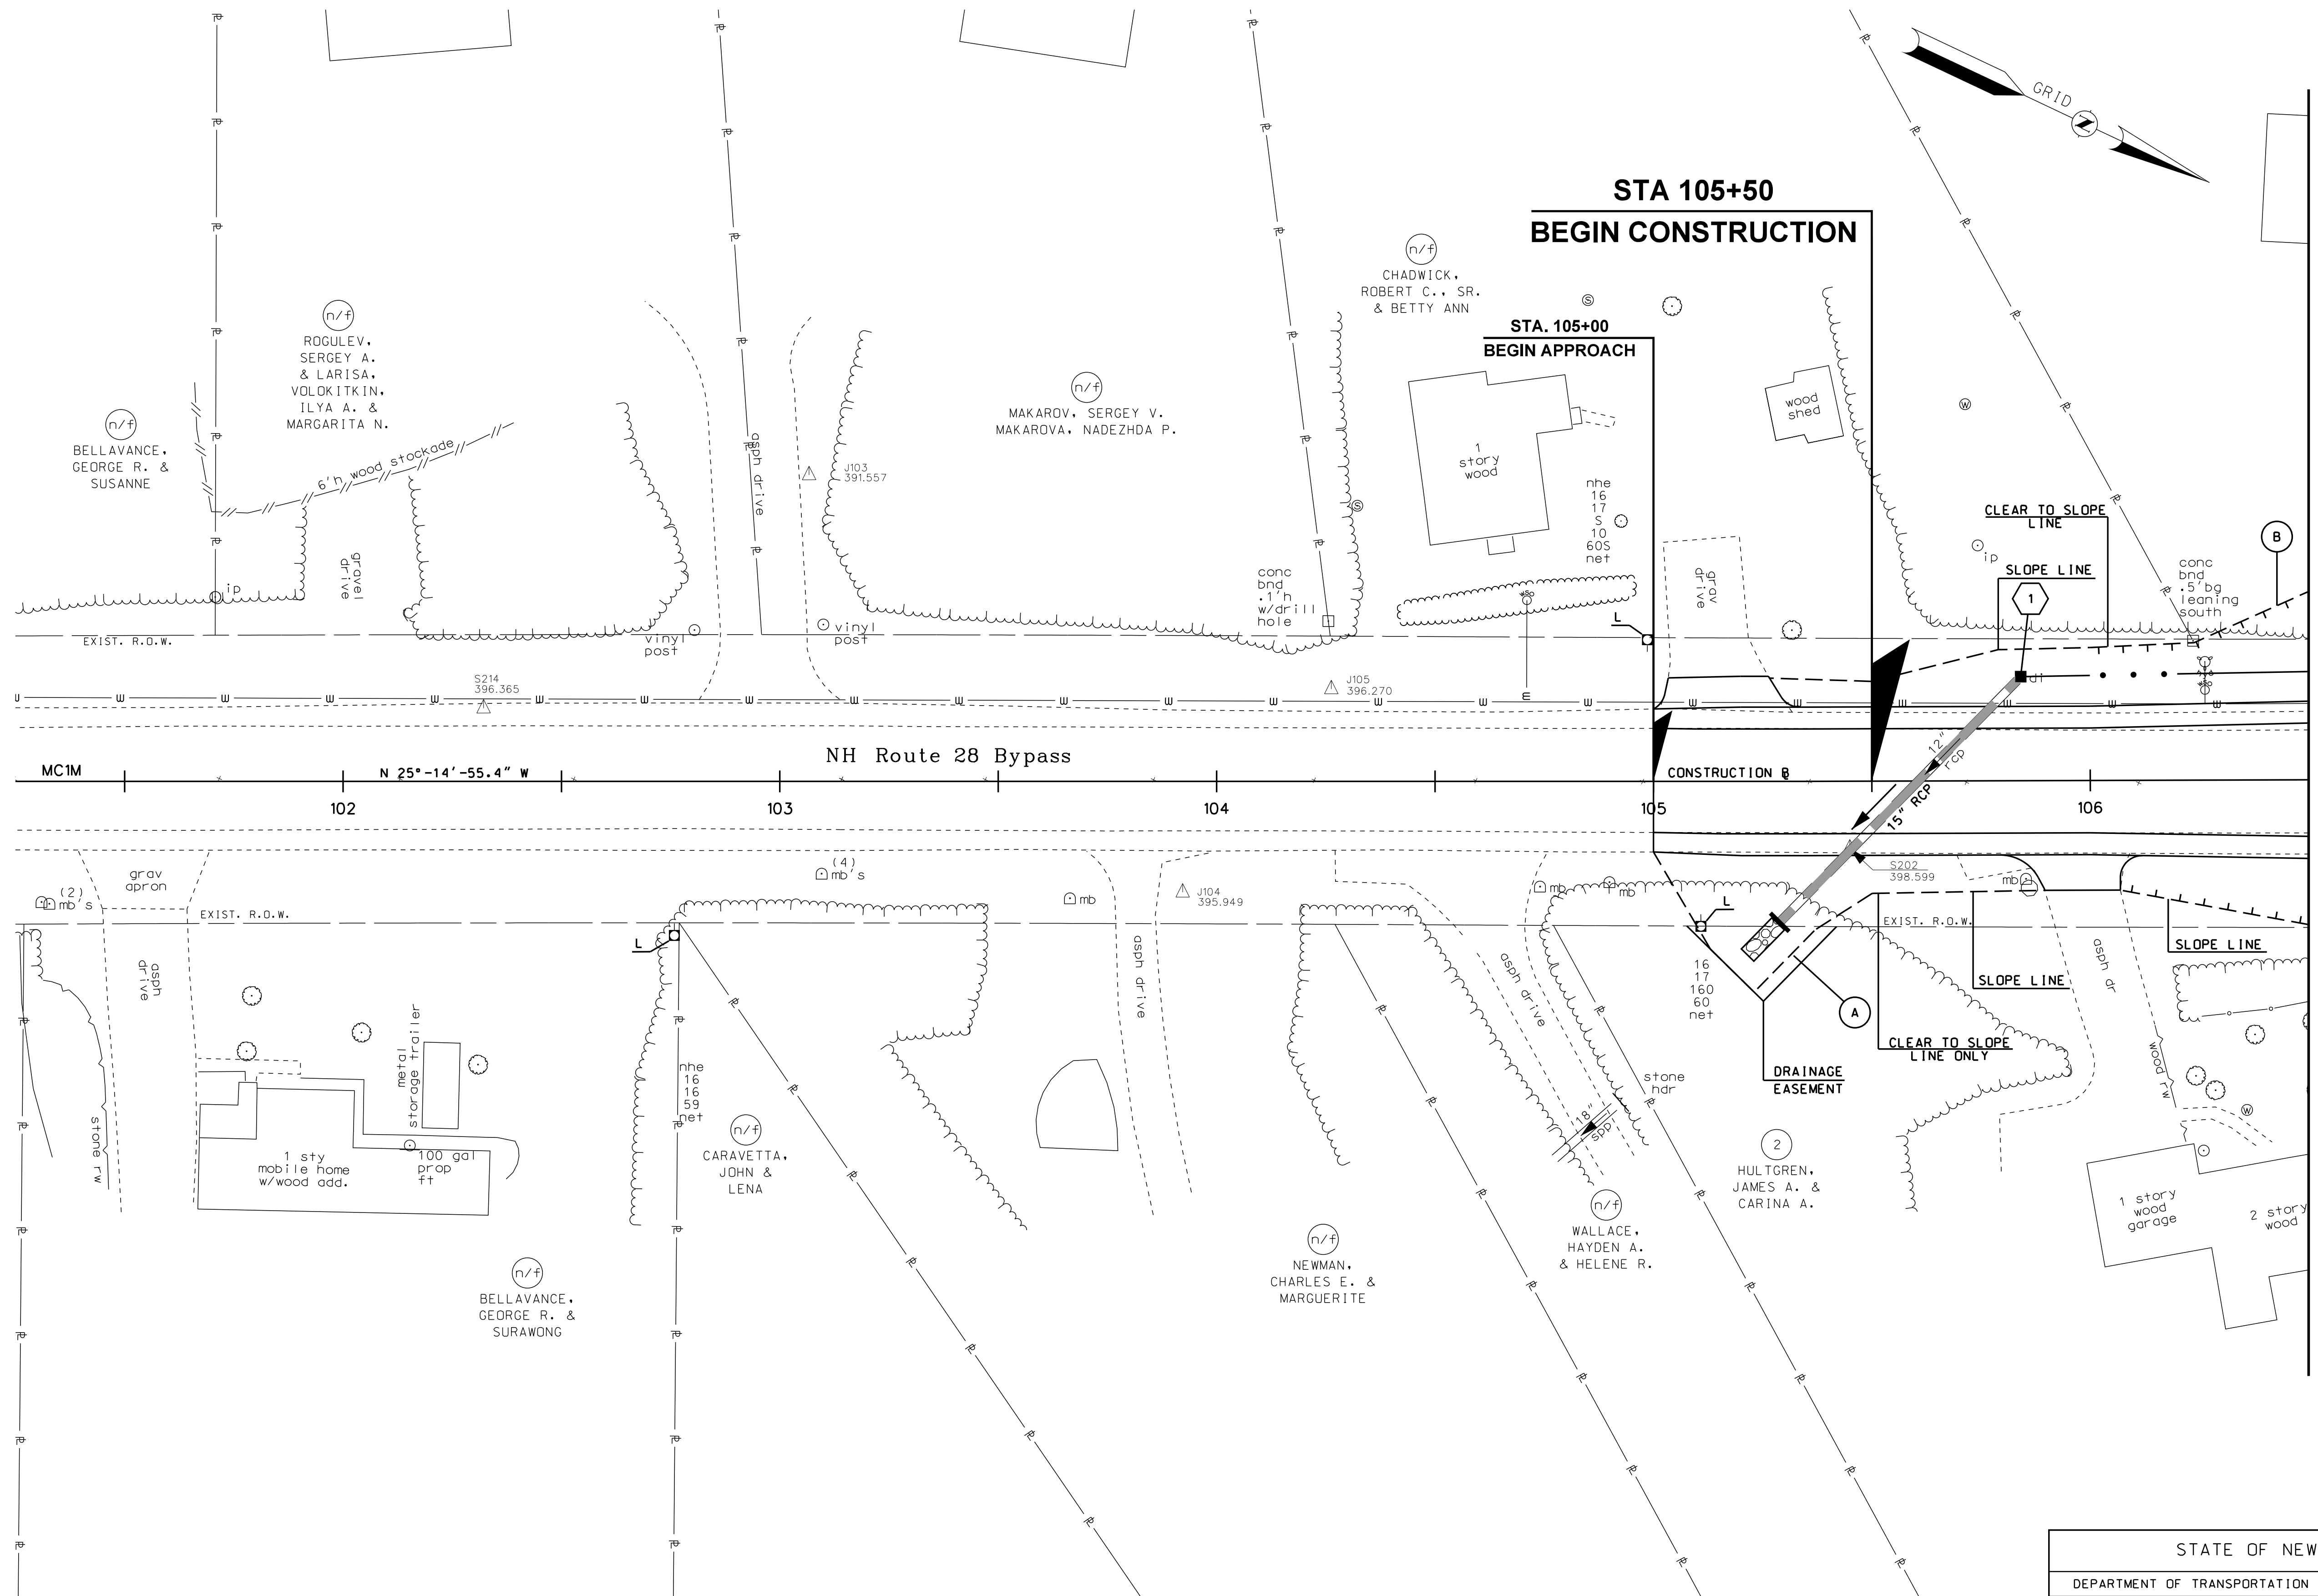 GRID
N
STA 105+50
BEGIN CONSTRUCTION
n/f
CHADWICK,
ROBERT C., SR.
& BETTY ANN
S
STA. 105+00
BEGIN APPROACH
n/f
ROGULEV,
SERGEY A.
& LARISA,
VOLOKITKIN,
ILYA A. &
MARGARITA N.
n/f
BELLAVANCE,
GEORGE R. &
SUSANNE
6'h wood stockade
n/f
MAKAROV, SERGEY V.
MAKAROVA, NADEZHDA P.
asph drive
J103
391.557
1
story
wood
wood
shed
W
S
nhe
16
17
S
10
60S
net
CLEAR TO SLOPE
LINE
B
ip
SLOPE LINE
1
conc
bnd
.5'bg
leaning
south
gravel
drive
ip
conc
bnd
.1'h
w/drill
hole
grav
drive
L
vinyl
post
vinyl
post
EXIST. R.O.W.
di
S214
396.365
J105
396.270
NH Route 28 Bypass
12"
rcp
MC1M
N 25°-14'-55.4" W
CONSTRUCTION BL
102
103
104
105
106
15" RCP
S202
398.599
grav
apron
(2)
mb's
(4)
mb's
mb
J104
395.949
mb
mb
mb
EXIST. R.O.W.
L
L
EXIST. R.O.W.
SLOPE LINE
asph
drive
asph drive
asph drive
16
17
160
60
net
SLOPE LINE
asph dr
A
CLEAR TO SLOPE
LINE ONLY
DRAINAGE
EASEMENT
metal
storage trailer
nhe
16
16
59
net
stone
hdr
wood rw
W
stone rw
18"
spp
1 sty
mobile home
w/wood add.
100 gal
prop
ft
n/f
CARAVETTA,
JOHN &
LENA
2
HULTGREN,
JAMES A. &
CARINA A.
n/f
WALLACE,
HAYDEN A.
& HELENE R.
1 story
wood
garage
2 story
wood
n/f
NEWMAN,
CHARLES E. &
MARGUERITE
n/f
BELLAVANCE,
GEORGE R. &
SURAWONG
STATE OF NEW
DEPARTMENT OF TRANSPORTATION